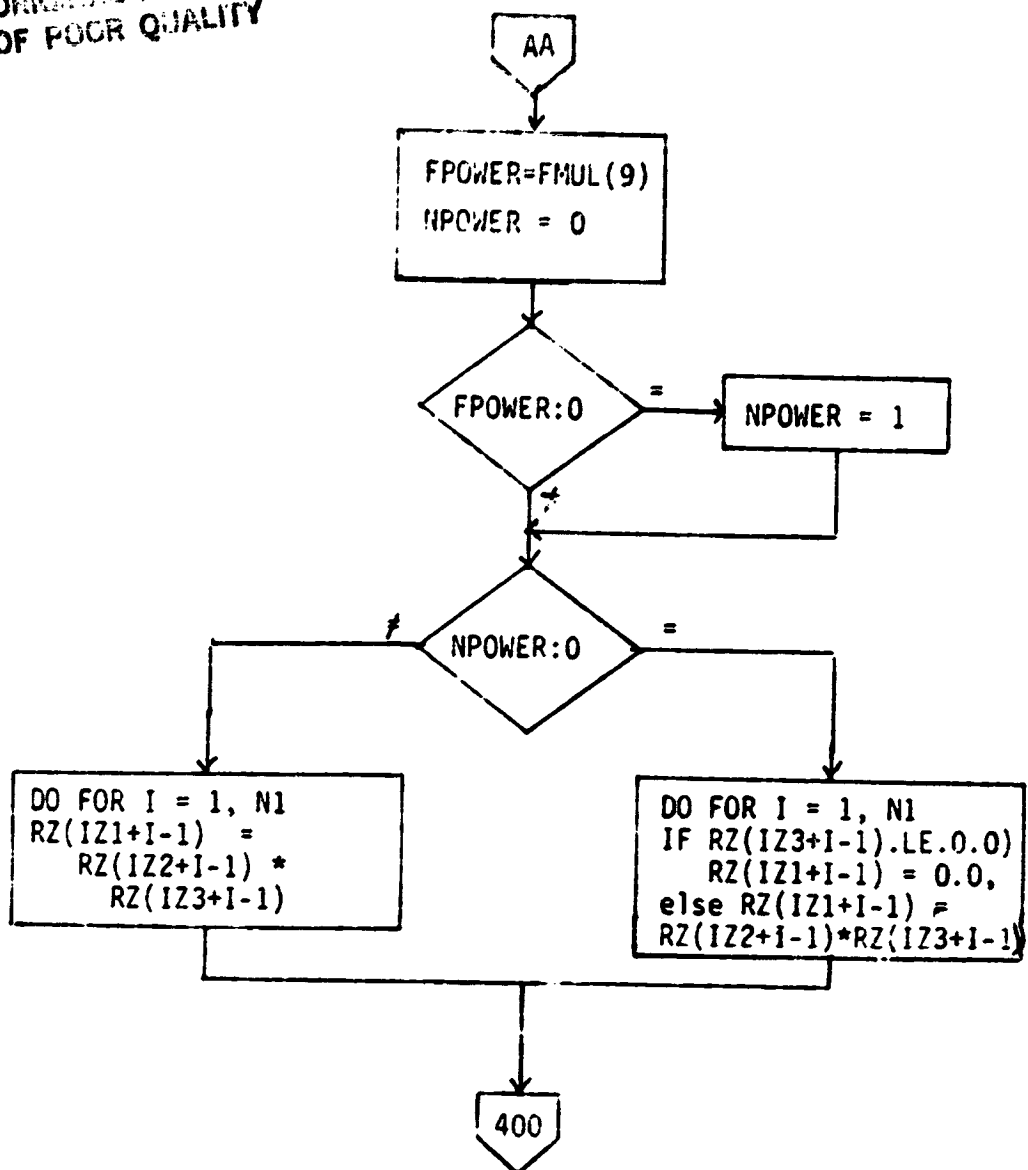 OF POOR QUALITY
AA
FPOWER=FMUL(9)
NPOWER = 0
FPOWER:0
=
NPOWER = 1
≠
NPOWER:0
≠
=
DO FOR I = 1, N1
RZ(IZ1+I-1) =
RZ(IZ2+I-1) *
RZ(IZ3+I-1)
DO FOR I = 1, N1
IF RZ(IZ3+I-1).LE.0.0)
RZ(IZ1+I-1) = 0.0,
else RZ(IZ1+I-1) =
RZ(IZ2+i-1)*RZ(IZ3+I-1)
400